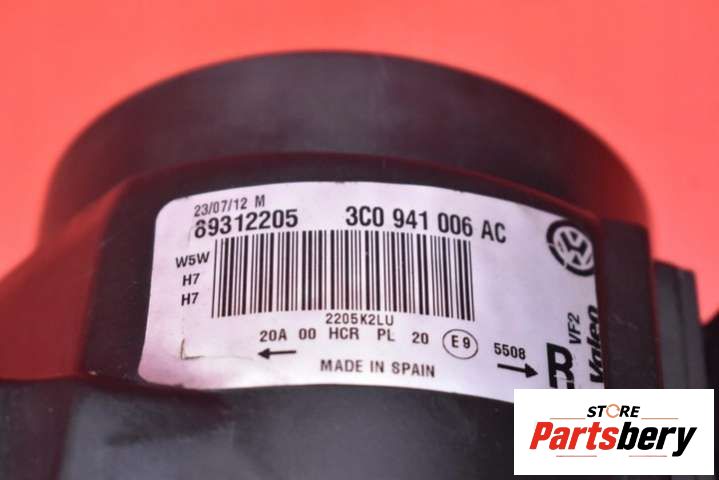 23/07/12 M
89312205 3C0 941 006 AC
W5W
H7
H7
2205K2LU
20A 00 HCR PL 20 E9 5508
MADE IN SPAIN
R
VF2
Valeo
STORE
Partsbery